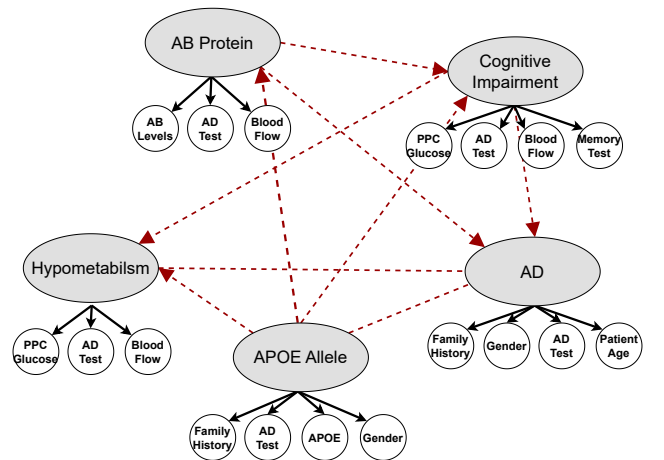 AB Protein
Cognitive
Impairment
AB
Levels
AD
Test
Blood
Flow
PPC
Glucose
AD
Test
Blood
Flow
Memory
Test
Hypometabilsm
AD
PPC
Glucose
AD
Test
Blood
Flow
Family
History
Gender
AD
Test
Patient
Age
APOE Allele
Family
History
AD
Test
APOE
Gender